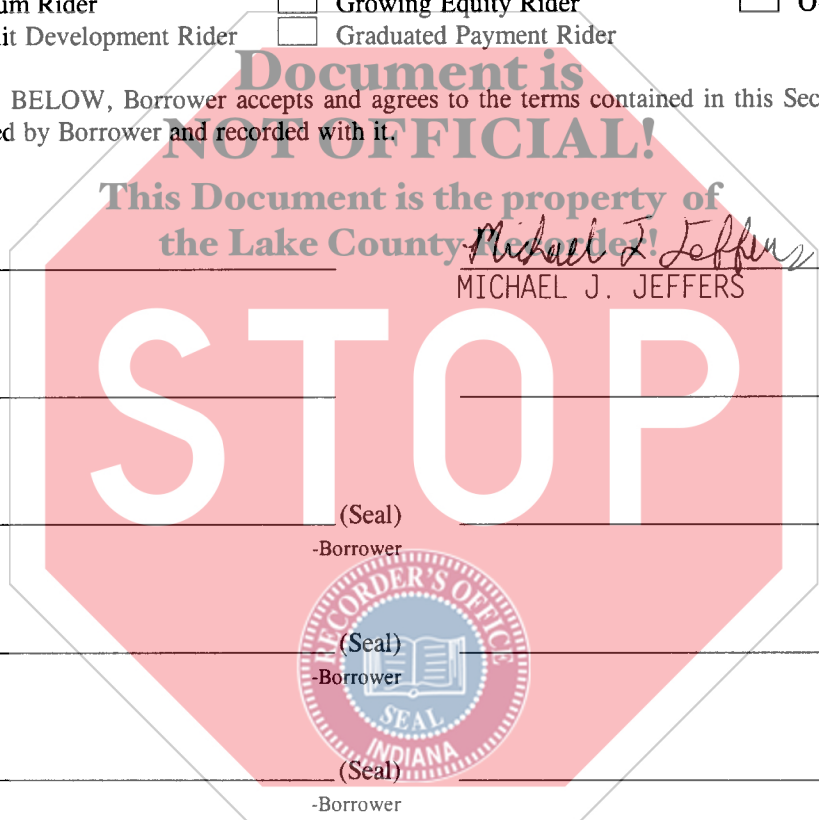 um Rider Growing Equity Rider O
it Development Rider Graduated Payment Rider
Document is
BELOW, Borrower accepts and agrees to the terms contained in this Sec
ed by Borrower and recorded with it.
NOT OFFICIAL!
This Document is the property of
the Lake County Recorder!
Michael J Jeffers
MICHAEL J. JEFFERS
STOP
(Seal)
-Borrower
RECORDER'S OFFICE
(Seal)
-Borrower
SEAL
INDIANA
(Seal)
-Borrower